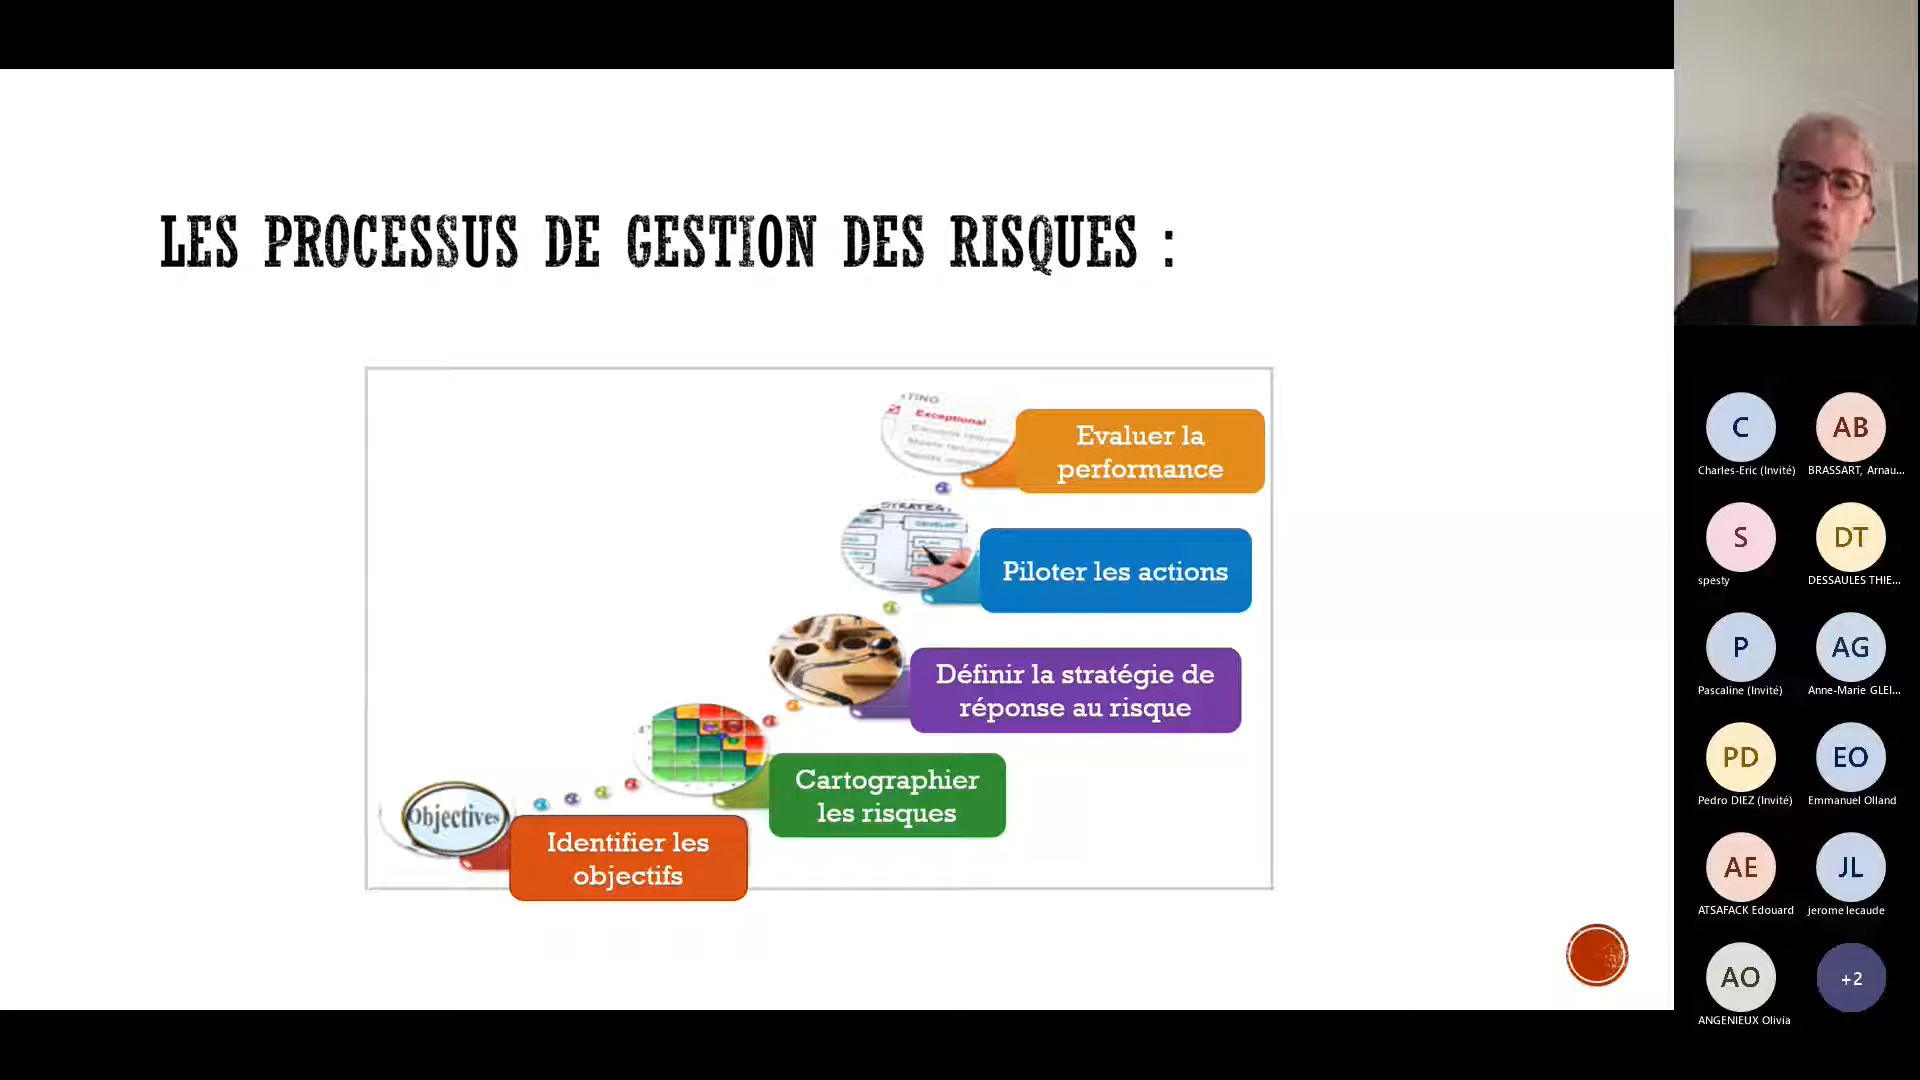 LES PROCESSUS DE GESTION DES RISQUES :
Exceptional
Evaluer la
performance
DEVELOP
Piloter les actions
Définir la stratégie de
réponse au risque
Cartographier
les risques
Objectives
Identifier les
objectifs
C
AB
Charles-Eric (Invité)
BRASSART, Arnau...
S
DT
spesty
DESSAULES THIE...
P
AG
Pascaline (Invité)
Anne-Marie GLEI...
PD
EO
Pedro DIEZ (Invité)
Emmanuel Olland
AE
JL
ATSAFACK Edouard
jerome lecaude
AO
+2
ANGENIEUX Olivia